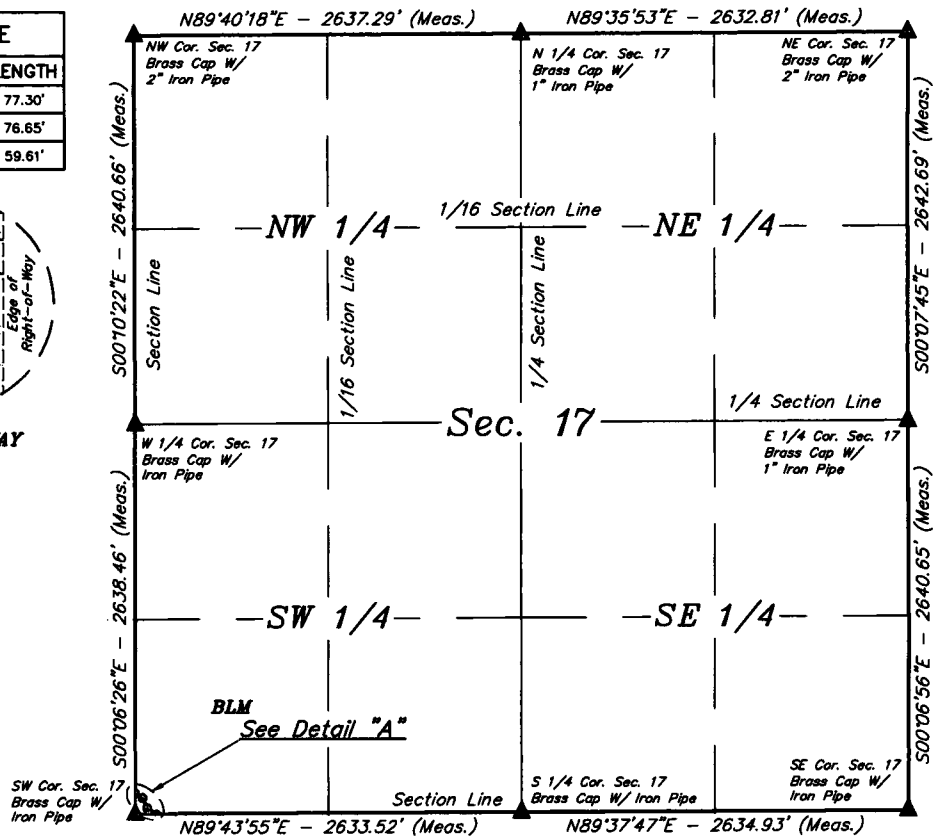 N89°40'18"E - 2637.29' (Meas.)
N89°35'53"E - 2632.81' (Meas.)
E
LENGTH
77.30'
76.65'
59.61'
NW Cor. Sec. 17
Brass Cap W/
2" Iron Pipe
N 1/4 Cor. Sec. 17
Brass Cap W/
1" Iron Pipe
NE Cor. Sec. 17
Brass Cap W/
2" Iron Pipe
S00°10'22"E - 2640.66' (Meas.)
S00°07'45"E - 2642.69' (Meas.)
NW 1/4
1/16 Section Line
NE 1/4
Edge of
Right-of-Way
Section Line
1/16 Section Line
1/4 Section Line
AY
Sec. 17
1/4 Section Line
W 1/4 Cor. Sec. 17
Brass Cap W/
Iron Pipe
E 1/4 Cor. Sec. 17
Brass Cap W/
1" Iron Pipe
S00°06'26"E - 2638.46' (Meas.)
S00°06'56"E - 2640.65' (Meas.)
SW 1/4
SE 1/4
BLM
See Detail "A"
SW Cor. Sec. 17
Brass Cap W/
Iron Pipe
Section Line
S 1/4 Cor. Sec. 17
Brass Cap W/ Iron Pipe
SE Cor. Sec. 17
Brass Cap W/
Iron Pipe
N89°43'55"E - 2633.52' (Meas.)
N89°37'47"E - 2634.93' (Meas.)